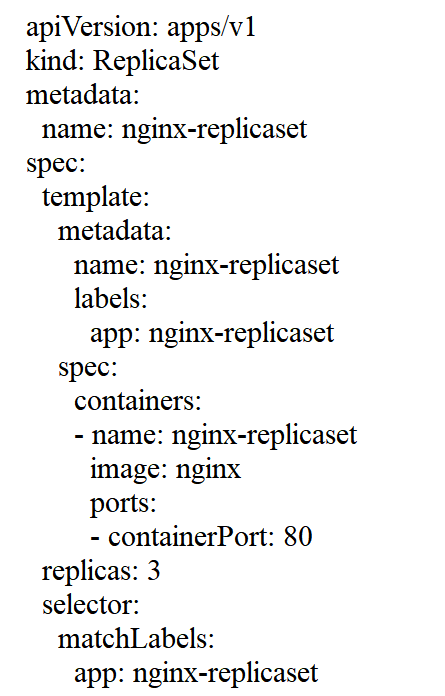 apiVersion: apps/v1
kind: ReplicaSet
metadata:
  name: nginx-replicaset
spec:
  template:
    metadata:
      name: nginx-replicaset
      labels:
        app: nginx-replicaset
    spec:
      containers:
      - name: nginx-replicaset
        image: nginx
        ports:
        - containerPort: 80
  replicas: 3
  selector:
    matchLabels:
      app: nginx-replicaset